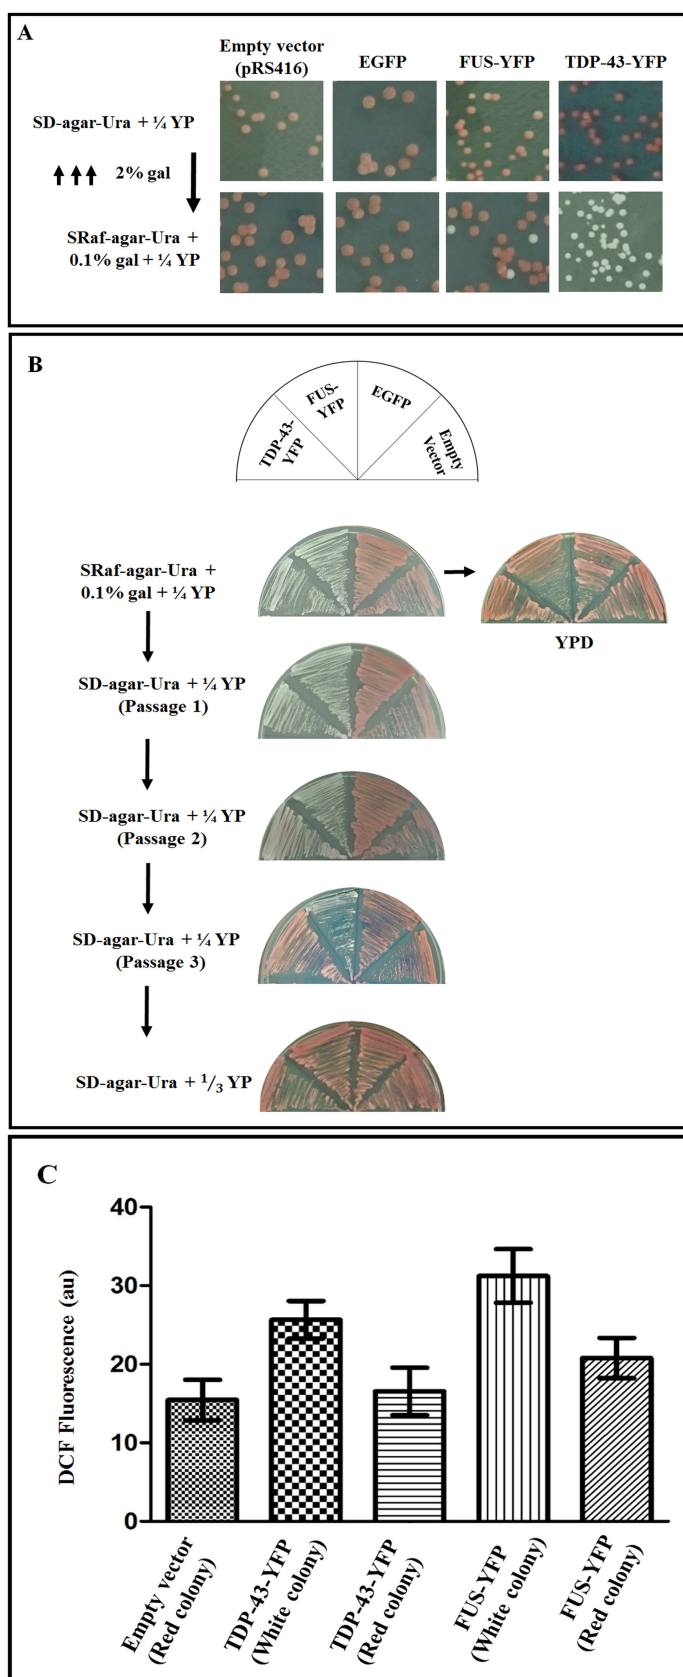 A
Empty vector
(pRS416)
EGFP
FUS-YFP
TDP-43-YFP
SD-agar-Ura + ¼ YP
2% gal
SRaf-agar-Ura +
0.1% gal + ¼ YP
B
TDP-43-
YFP
FUS-
YFP
EGFP
Empty
Vector
SRaf-agar-Ura +
0.1% gal + ¼ YP
YPD
SD-agar-Ura + ¼ YP
(Passage 1)
SD-agar-Ura + ¼ YP
(Passage 2)
SD-agar-Ura + ¼ YP
(Passage 3)
SD-agar-Ura + ⅓ YP
C
DCF Fluorescence (au)
40
30
20
10
0
Empty vector
(Red colony)
TDP-43-YFP
(White colony)
TDP-43-YFP
(Red colony)
FUS-YFP
(White colony)
FUS-YFP
(Red colony)